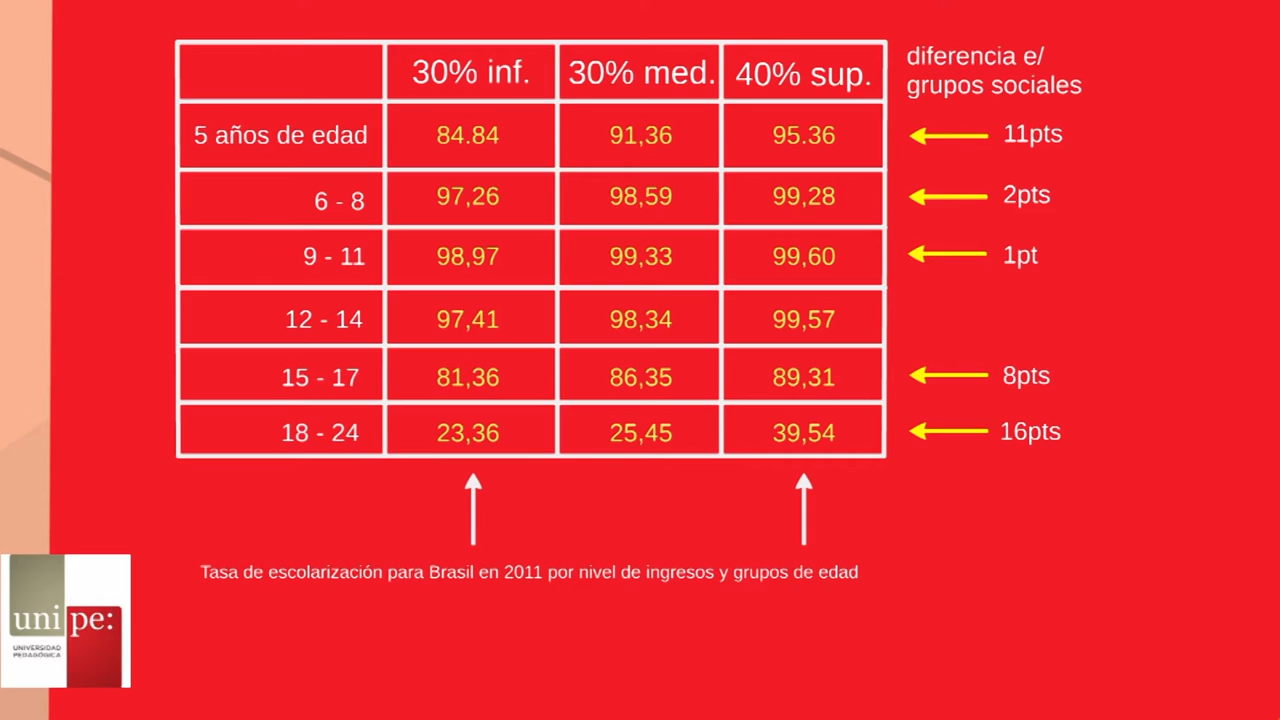 30% inf. 30% med. 40% sup. diferencia e/
grupos sociales
5 años de edad 84.84 91,36 95.36 11pts
6 - 8 97,26 98,59 99,28 2pts
9 - 11 98,97 99,33 99,60 1pt
12 - 14 97,41 98,34 99,57
15 - 17 81,36 86,35 89,31 8pts
18 - 24 23,36 25,45 39,54 16pts
Tasa de escolarización para Brasil en 2011 por nivel de ingresos y grupos de edad
uni pe:
UNIVERSIDAD
PEDAGÓGICA